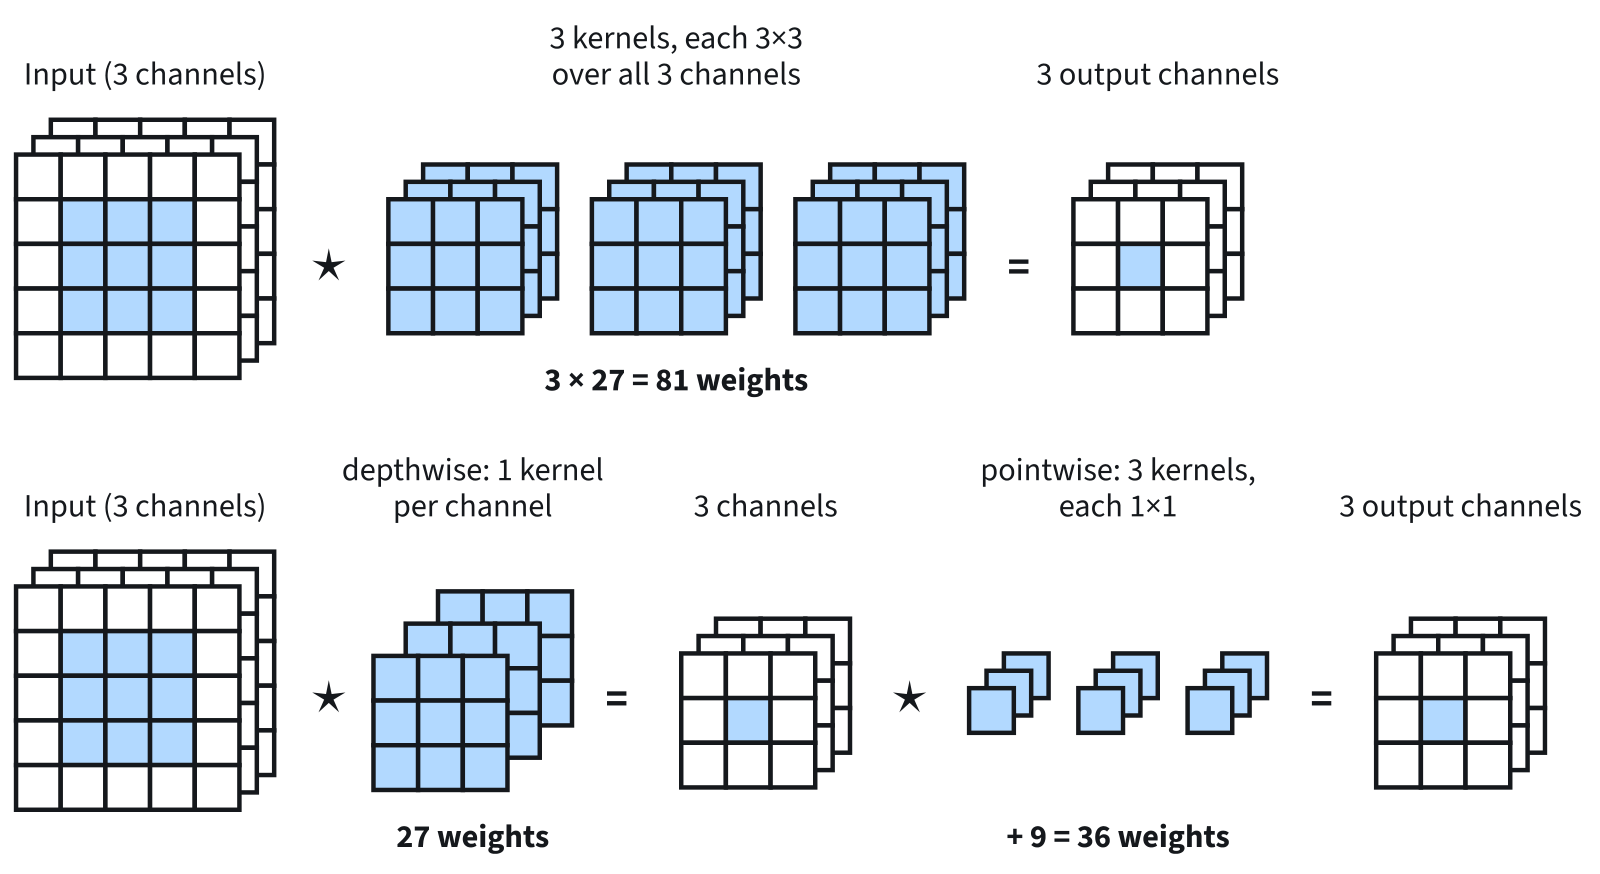 3 kernels, each 3×3
over all 3 channels
Input (3 channels)
3 output channels
★
=
3 × 27 = 81 weights
depthwise: 1 kernel
per channel
pointwise: 3 kernels,
each 1×1
Input (3 channels)
3 channels
3 output channels
★
=
★
=
27 weights
+ 9 = 36 weights